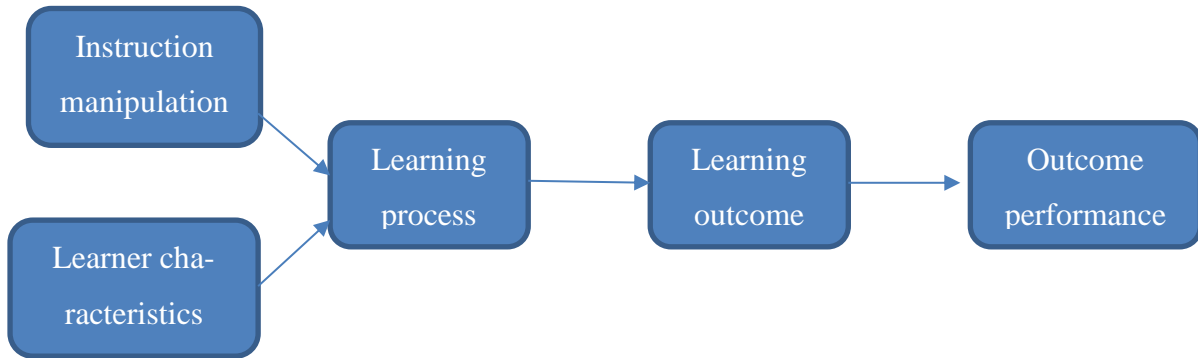 Instruction
manipulation
Learner cha-
racteristics
Learning
process
Learning
outcome
Outcome
performance